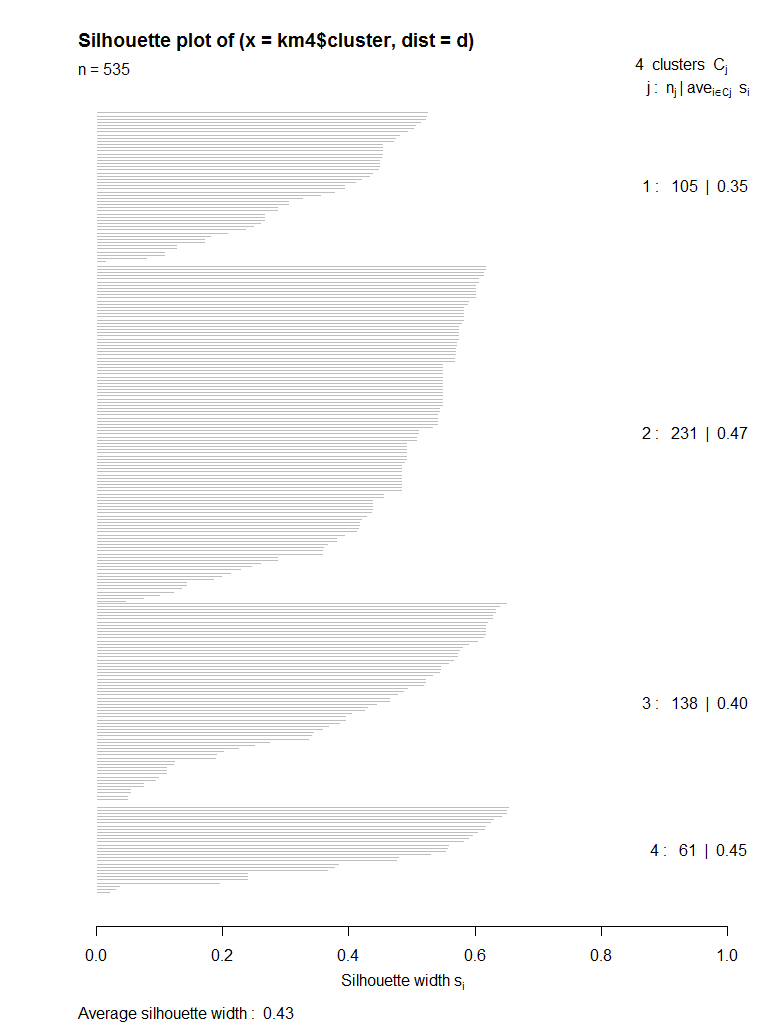 Silhouette plot of (x = km4$cluster, dist = d)
n = 535
4 clusters Cj
j : nj | avei∈Cj si
1 : 105 | 0.35
2 : 231 | 0.47
3 : 138 | 0.40
4 : 61 | 0.45
0.0 0.2 0.4 0.6 0.8 1.0
Silhouette width si
Average silhouette width : 0.43